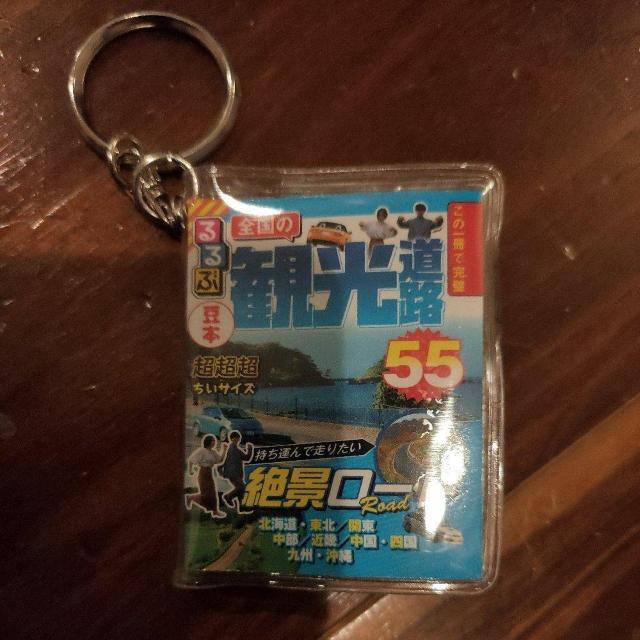 るるぶ
豆本
全国の
観光道路
55
この一冊で完璧
超超超
ちいサイズ
持ち運んで走りたい
絶景ロード
Road
北海道・東北／関東
中部／近畿／中国・四国
九州・沖縄